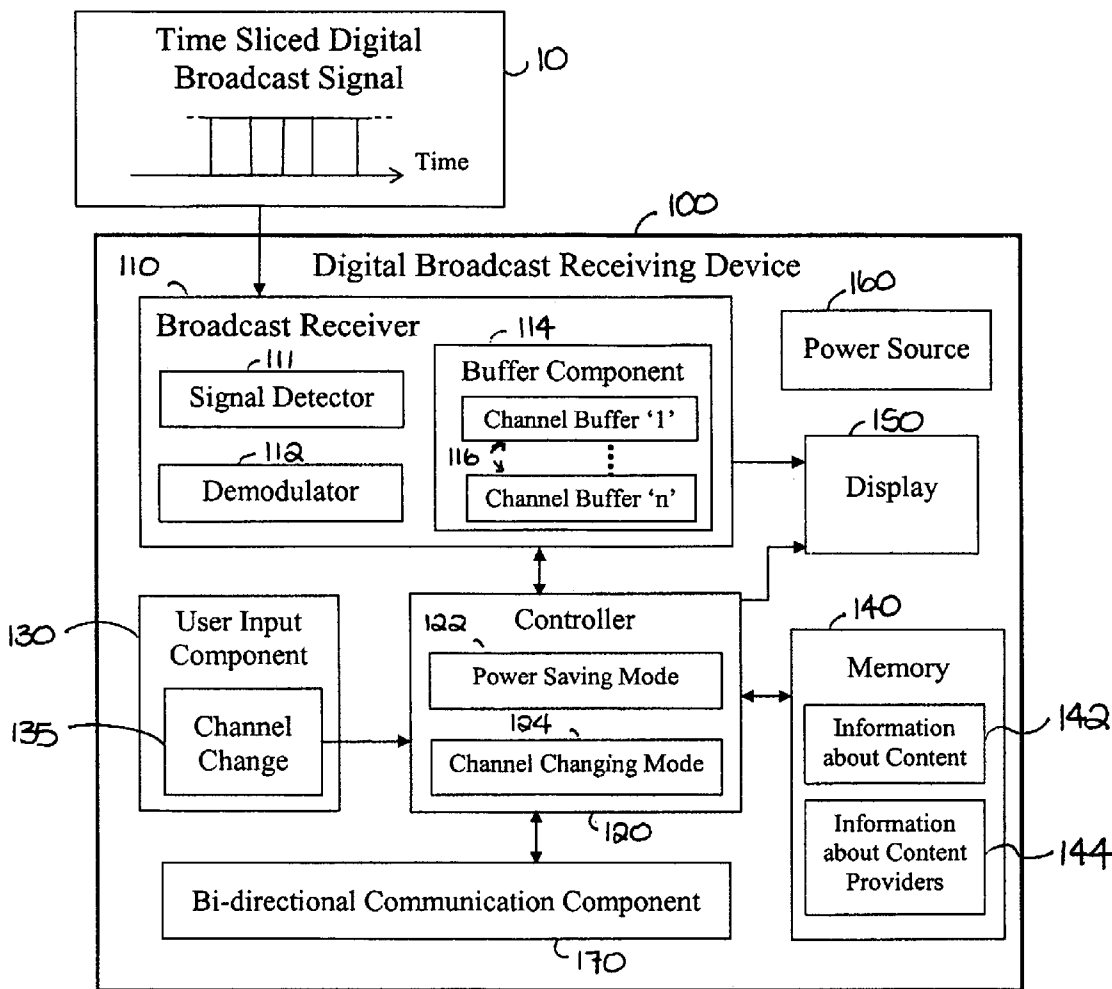 Time Sliced Digital
Broadcast Signal
10
Time
100
Digital Broadcast Receiving Device
110
Broadcast Receiver
111
Signal Detector
112
Demodulator
114
Buffer Component
Channel Buffer '1'
116
Channel Buffer 'n'
160
Power Source
150
Display
130
User Input
Component
135
Channel
Change
Controller
122
Power Saving Mode
124
Channel Changing Mode
120
140
Memory
Information
about Content
142
Information
about Content
Providers
144
Bi-directional Communication Component
170